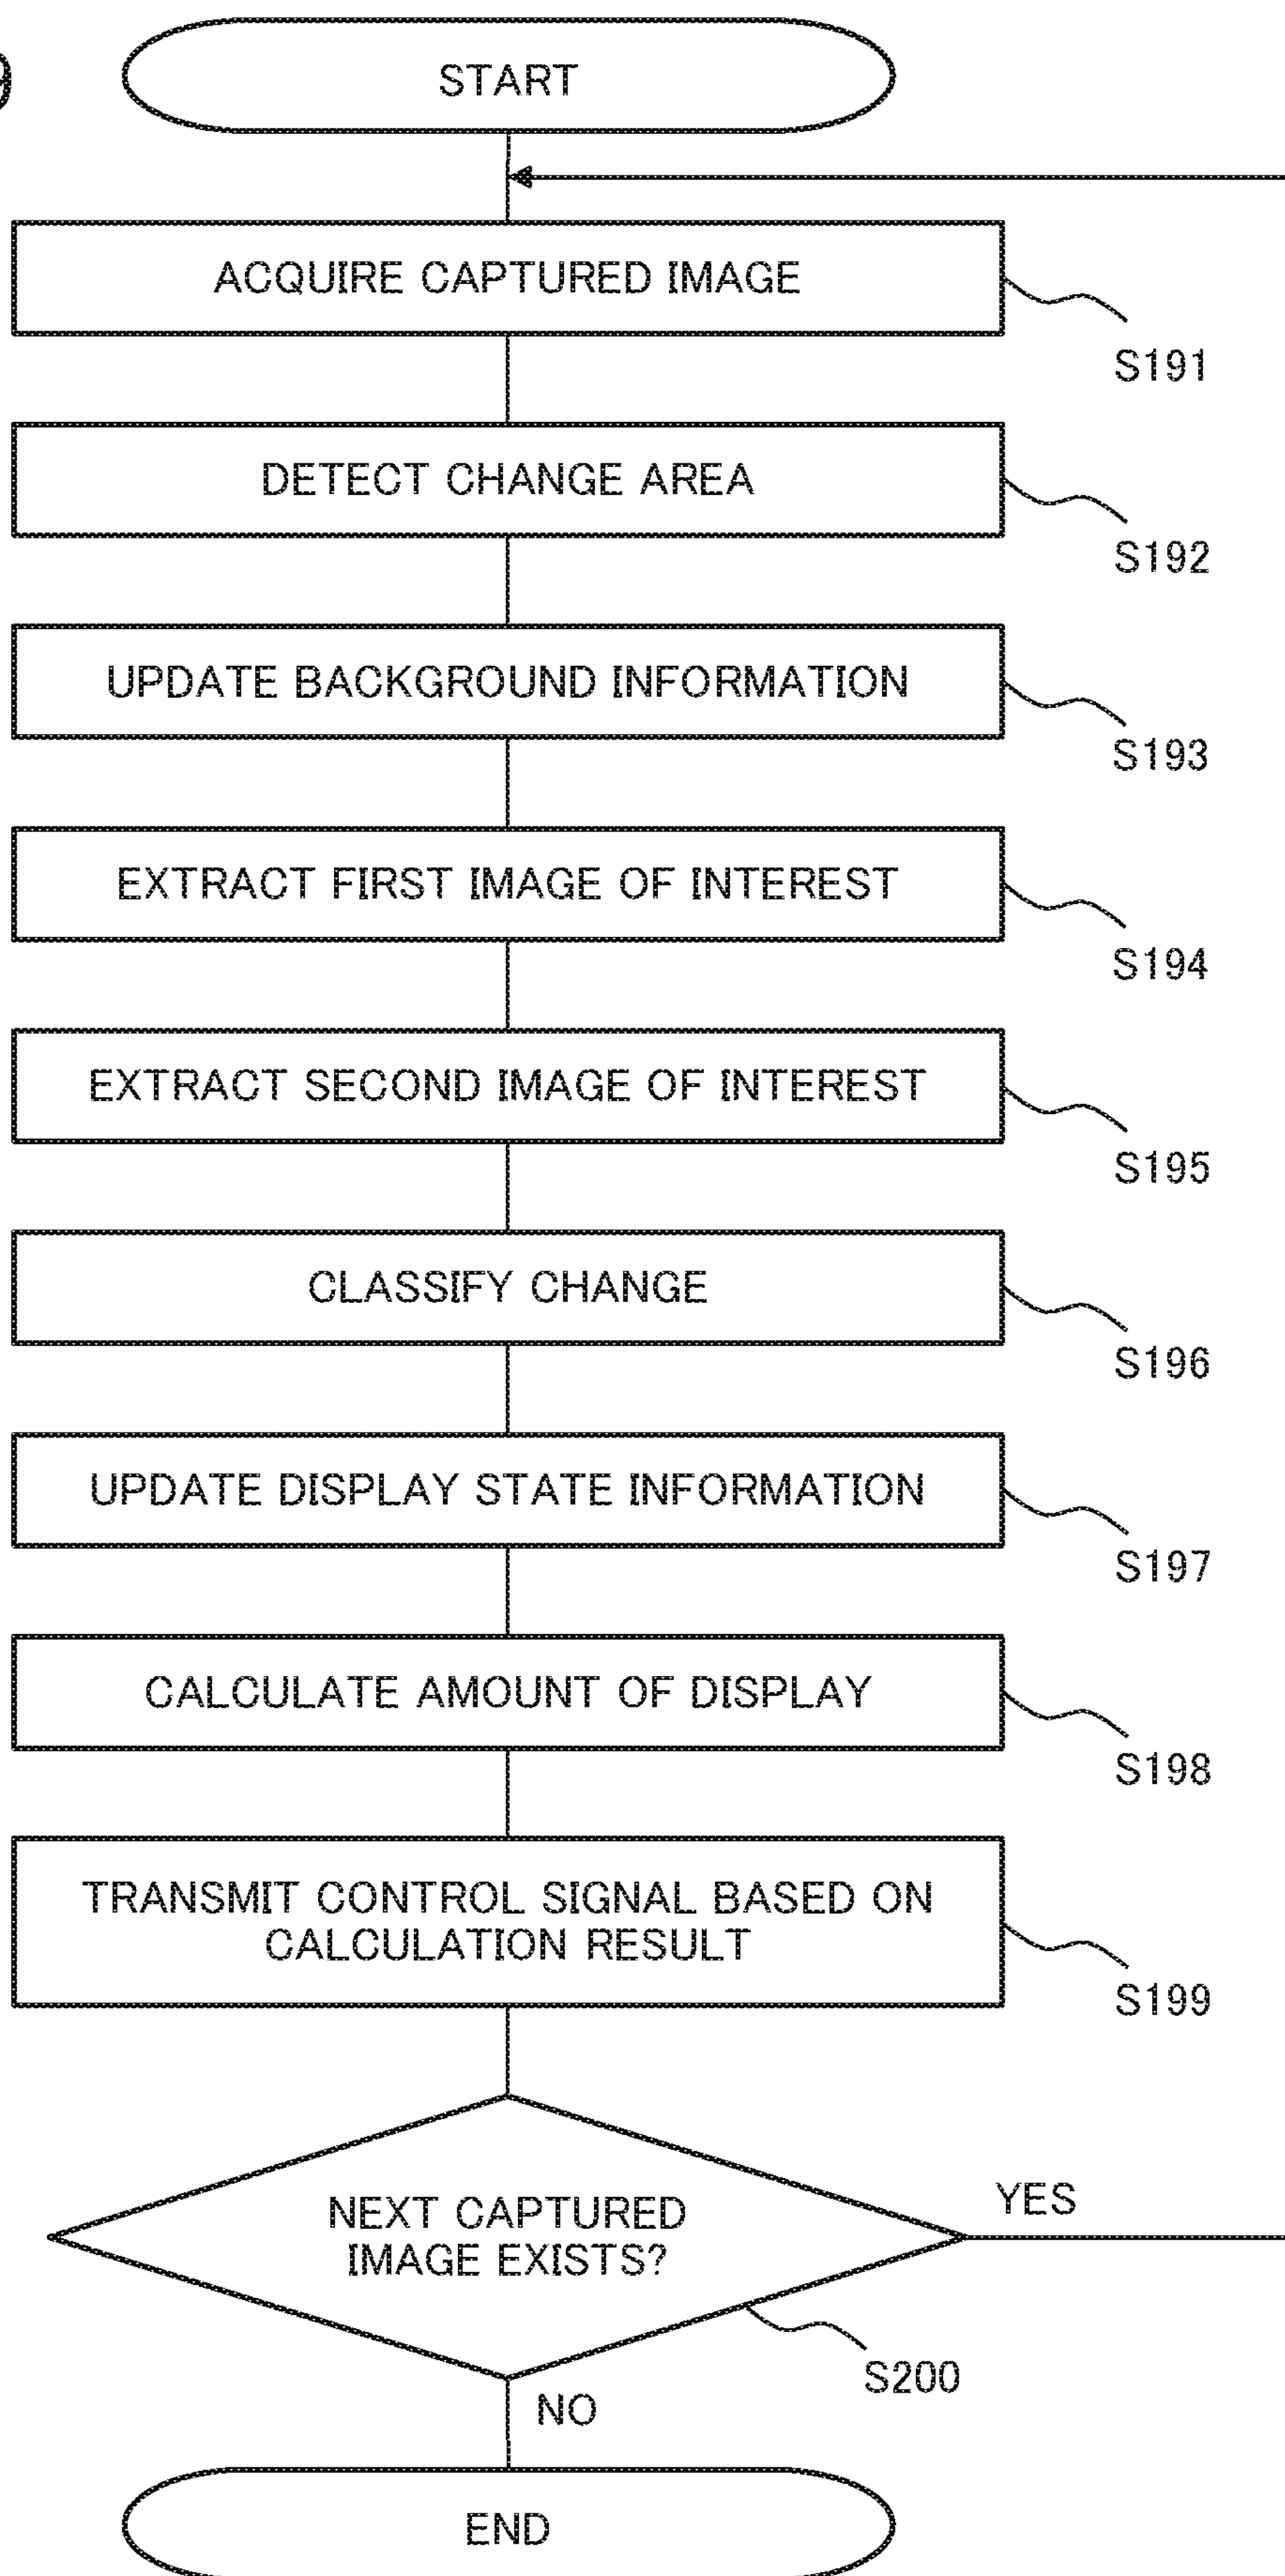 9
START
ACQUIRE CAPTURED IMAGE
S191
DETECT CHANGE AREA
S192
UPDATE BACKGROUND INFORMATION
S193
EXTRACT FIRST IMAGE OF INTEREST
S194
EXTRACT SECOND IMAGE OF INTEREST
S195
CLASSIFY CHANGE
S196
UPDATE DISPLAY STATE INFORMATION
S197
CALCULATE AMOUNT OF DISPLAY
S198
TRANSMIT CONTROL SIGNAL BASED ON
CALCULATION RESULT
S199
NEXT CAPTURED
IMAGE EXISTS?
YES
S200
NO
END